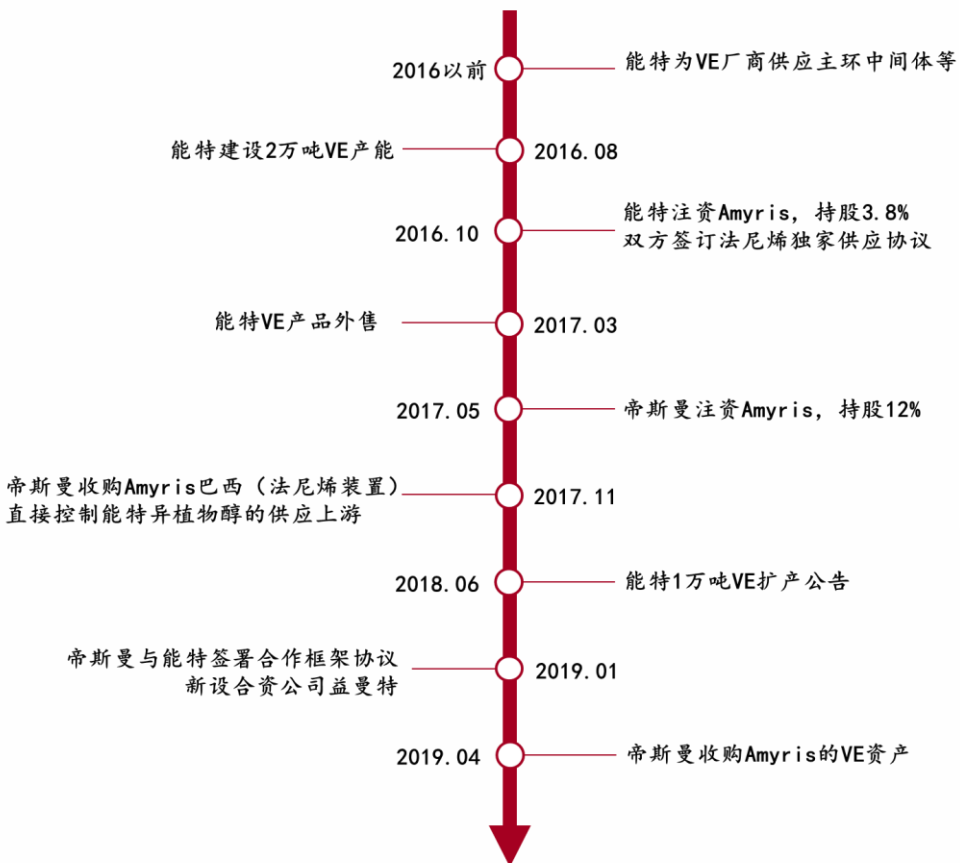 2016以前
能特为VE厂商供应主环中间体等
能特建设2万吨VE产能
2016.08
2016.10
能特注资Amyris，持股3.8%
双方签订法尼烯独家供应协议
能特VE产品外售
2017.03
2017.05
帝斯曼注资Amyris，持股12%
帝斯曼收购Amyris巴西（法尼烯装置）
直接控制能特异植物醇的供应上游
2017.11
2018.06
能特1万吨VE扩产公告
帝斯曼与能特签署合作框架协议
新设合资公司益曼特
2019.01
2019.04
帝斯曼收购Amyris的VE资产